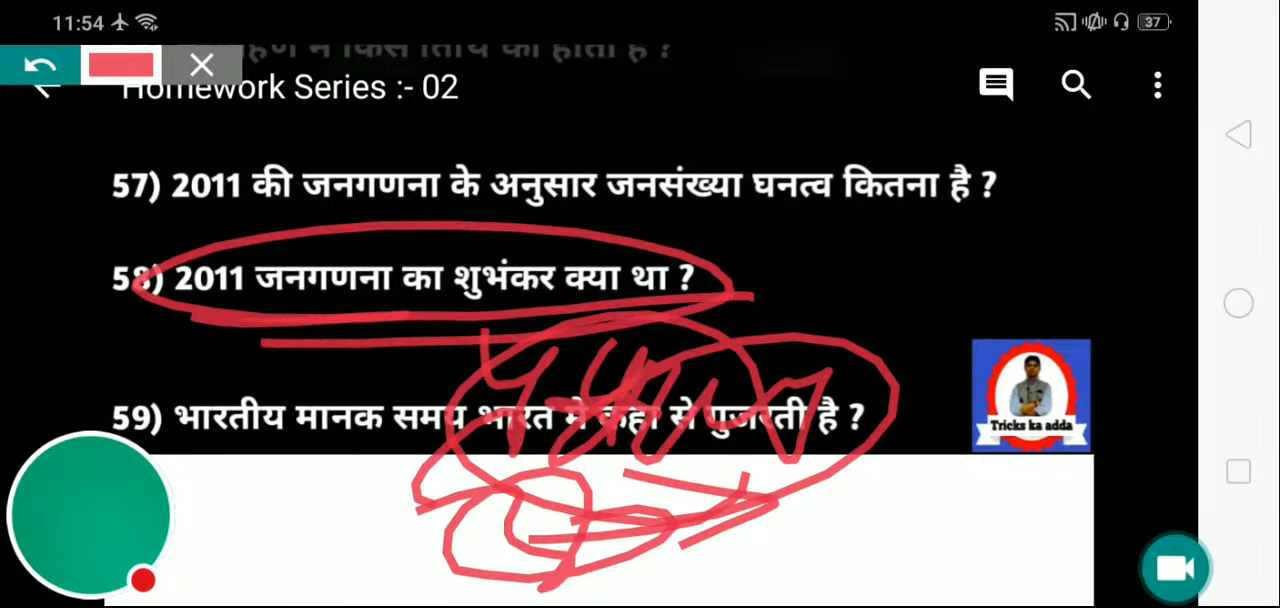 11:54
37
Homework Series :- 02
57) 2011 की जनगणना के अनुसार जनसंख्या घनत्व कितना है ?
58) 2011 जनगणना का शुभंकर क्या था ?
59) भारतीय मानक समय भारत मे कहा से गुजरती है ?
Tricks ka adda